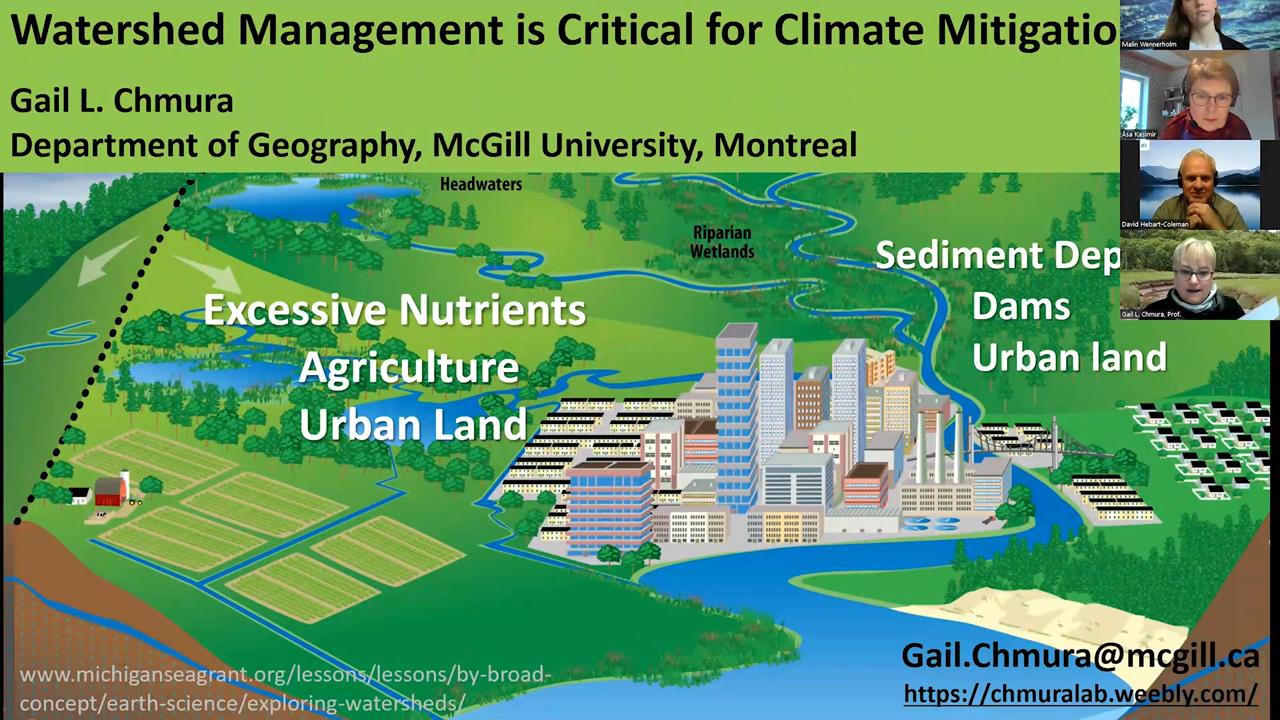 Watershed Management is Critical for Climate Mitigatio
Gail L. Chmura
Department of Geography, McGill University, Montreal
Malin Wennerholm
Åsa Kasimir
David Hebart-Coleman
Gail L. Chmura, Prof.
Headwaters
Riparian
Wetlands
Sediment Dep
Dams
Urban land
Excessive Nutrients
Agriculture
Urban Land
www.michiganseagrant.org/lessons/lessons/by-broad-
concept/earth-science/exploring-watersheds/
Gail.Chmura@mcgill.ca
https://chmuralab.weebly.com/